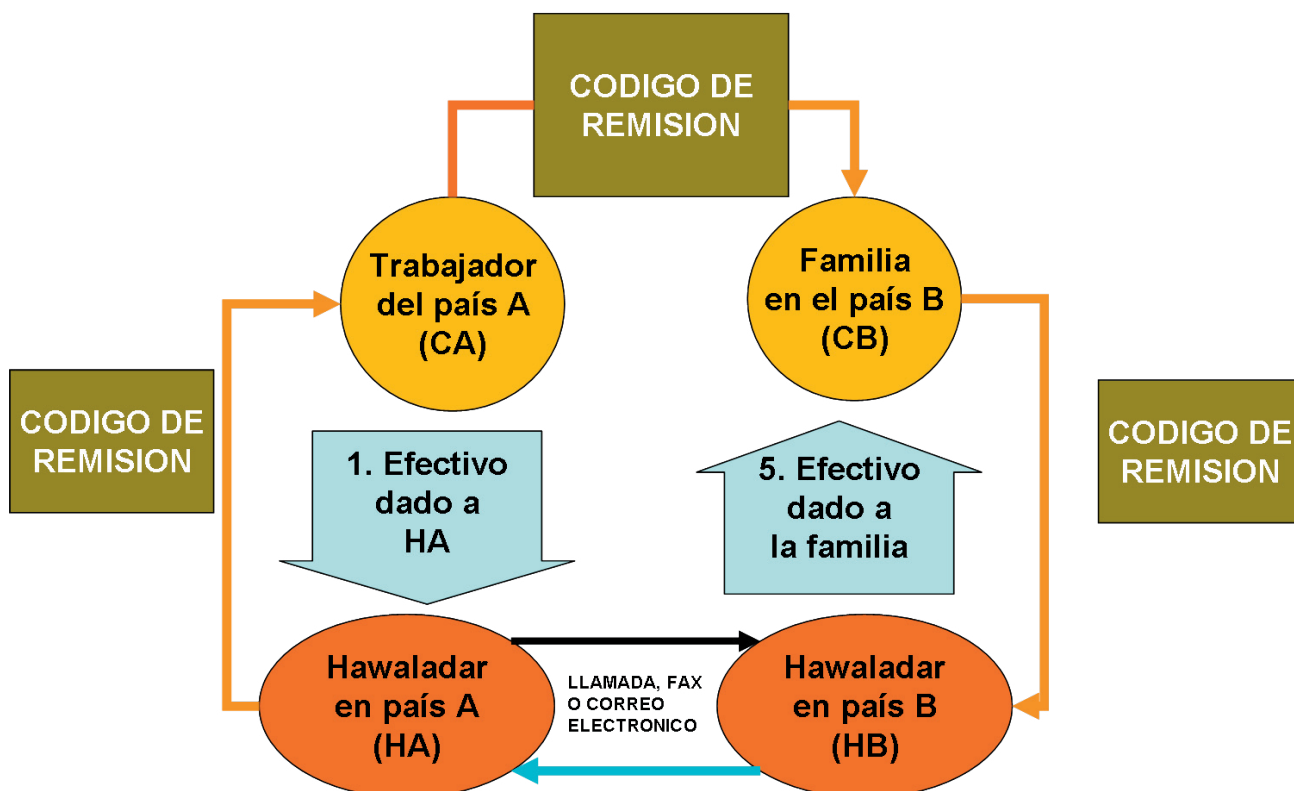 CODIGO DE
REMISION
Trabajador
del país A
(CA)
Familia
en el país B
(CB)
CODIGO DE
REMISION
CODIGO DE
REMISION
1. Efectivo
dado a
HA
5. Efectivo
dado a
la familia
Hawaladar
en país A
(HA)
LLAMADA, FAX
O CORREO
ELECTRONICO
Hawaladar
en país B
(HB)